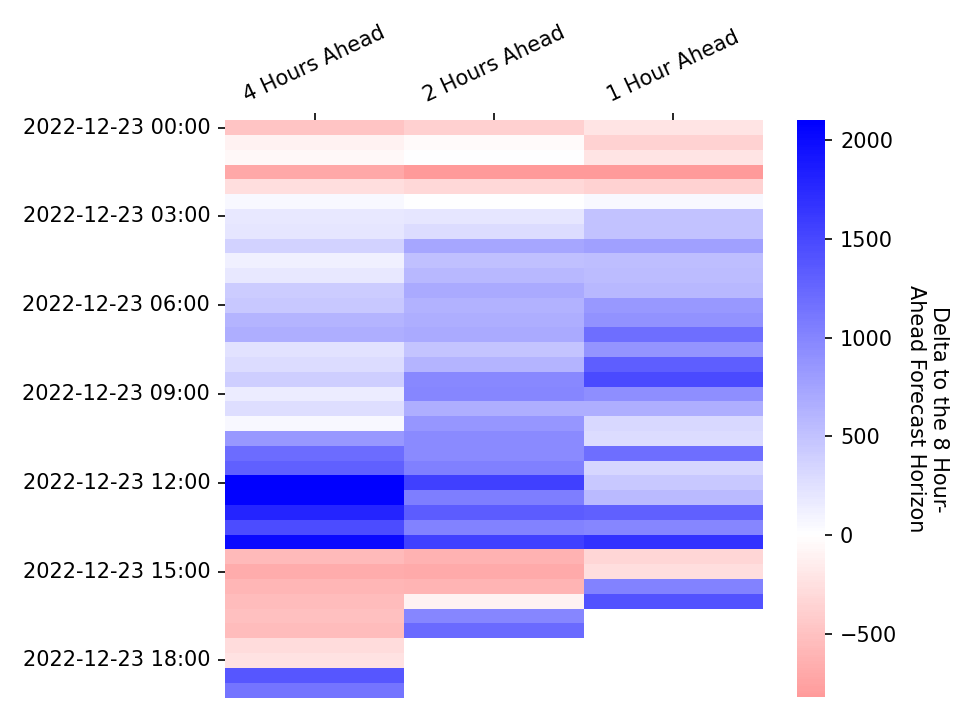 4 Hours Ahead
2 Hours Ahead
1 Hour Ahead
2022-12-23 00:00
2022-12-23 03:00
2022-12-23 06:00
2022-12-23 09:00
2022-12-23 12:00
2022-12-23 15:00
2022-12-23 18:00
2000
1500
1000
500
0
−500
Delta to the 8 Hour-
Ahead Forecast Horizon